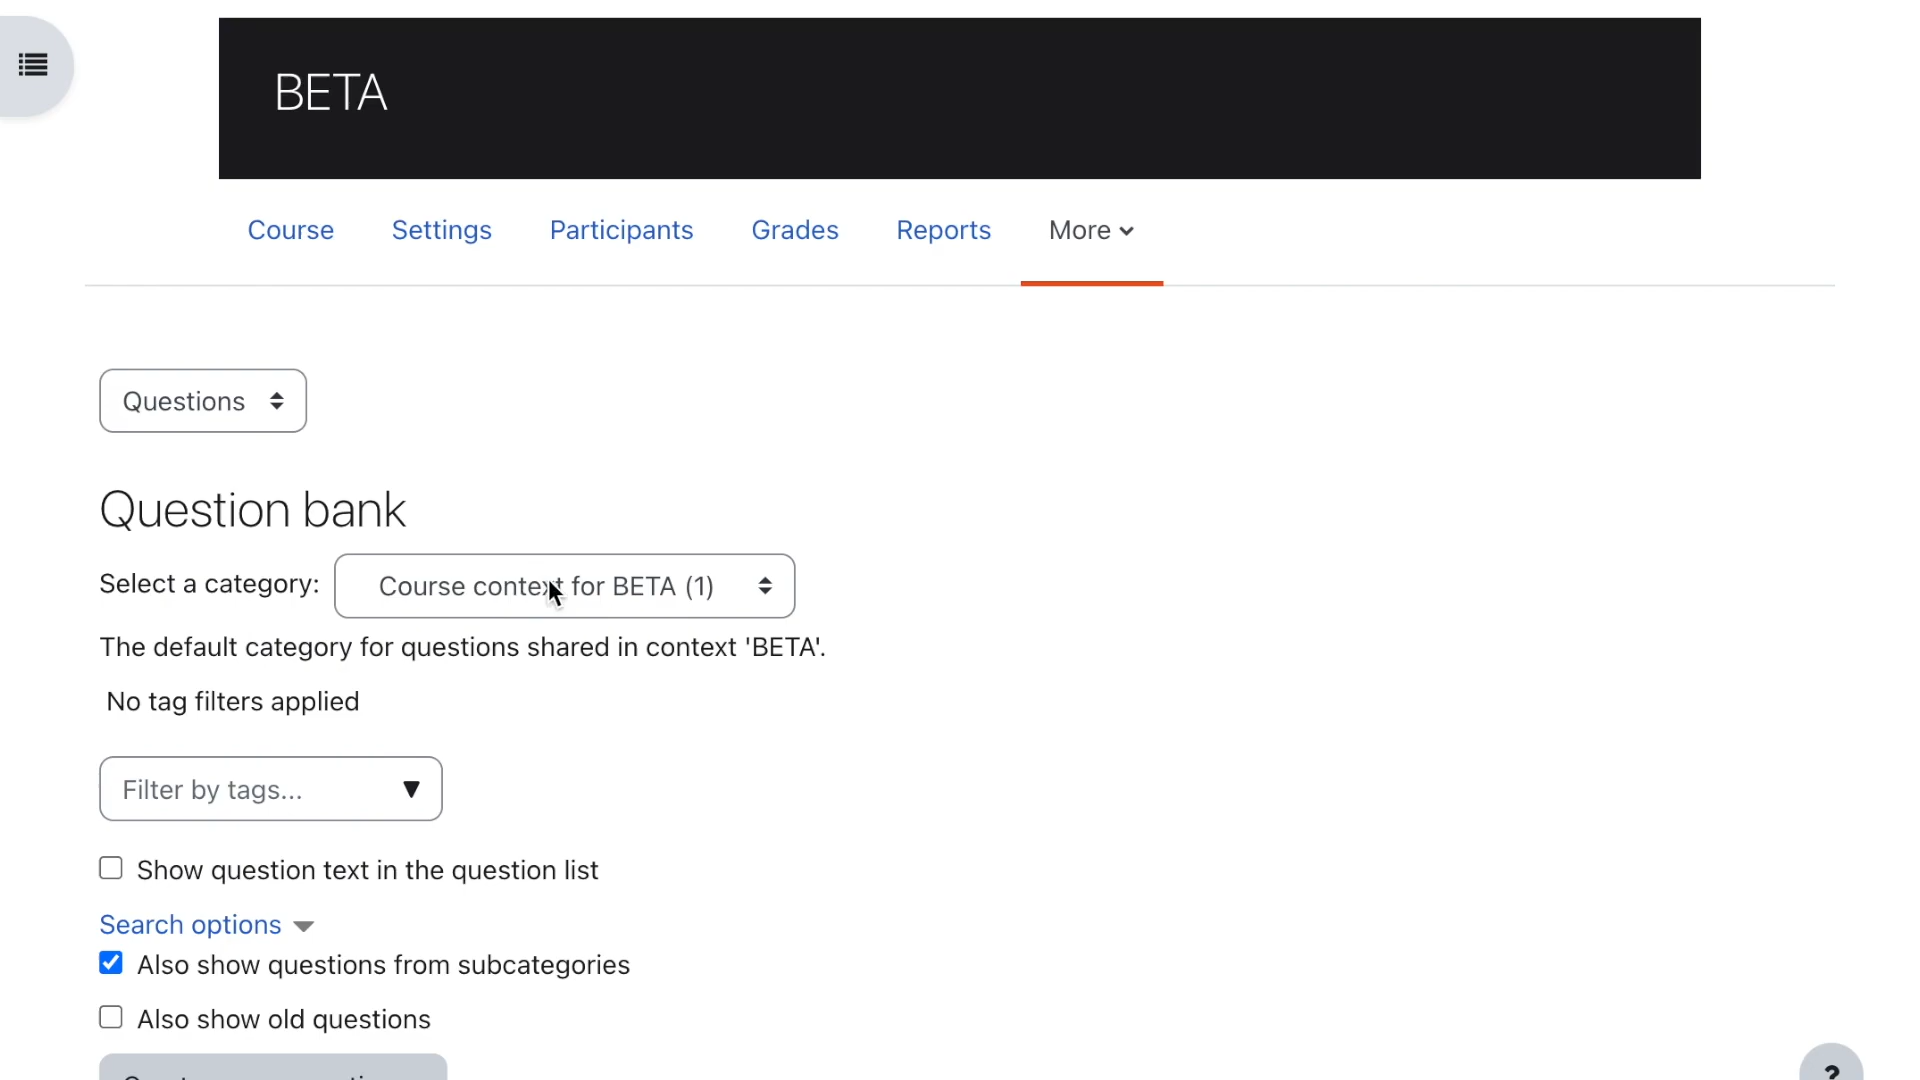 BETA
Course Settings Participants Grades Reports More
Questions
Question bank
Select a category: Course context for BETA (1)
The default category for questions shared in context 'BETA'.
No tag filters applied
Filter by tags...
Show question text in the question list
Search options
Also show questions from subcategories
Also show old questions
?